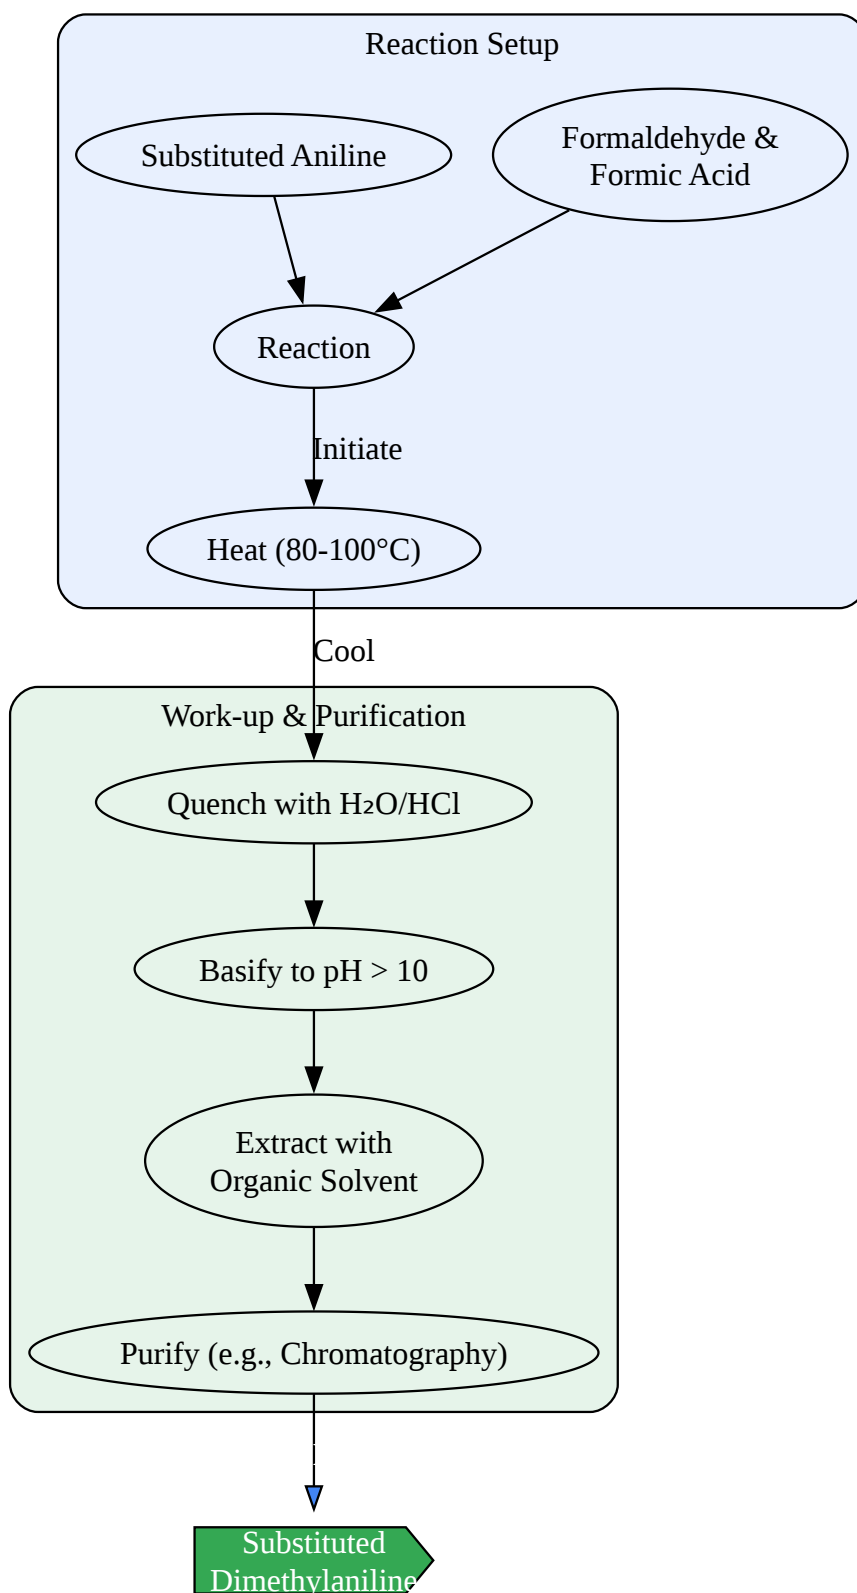 Reaction Setup
Substituted Aniline
Formaldehyde &
Formic Acid
Reaction
Initiate
Heat (80-100°C)
Cool
Work-up & Purification
Quench with H₂O/HCl
Basify to pH > 10
Extract with
Organic Solvent
Purify (e.g., Chromatography)
Substituted
Dimethylaniline